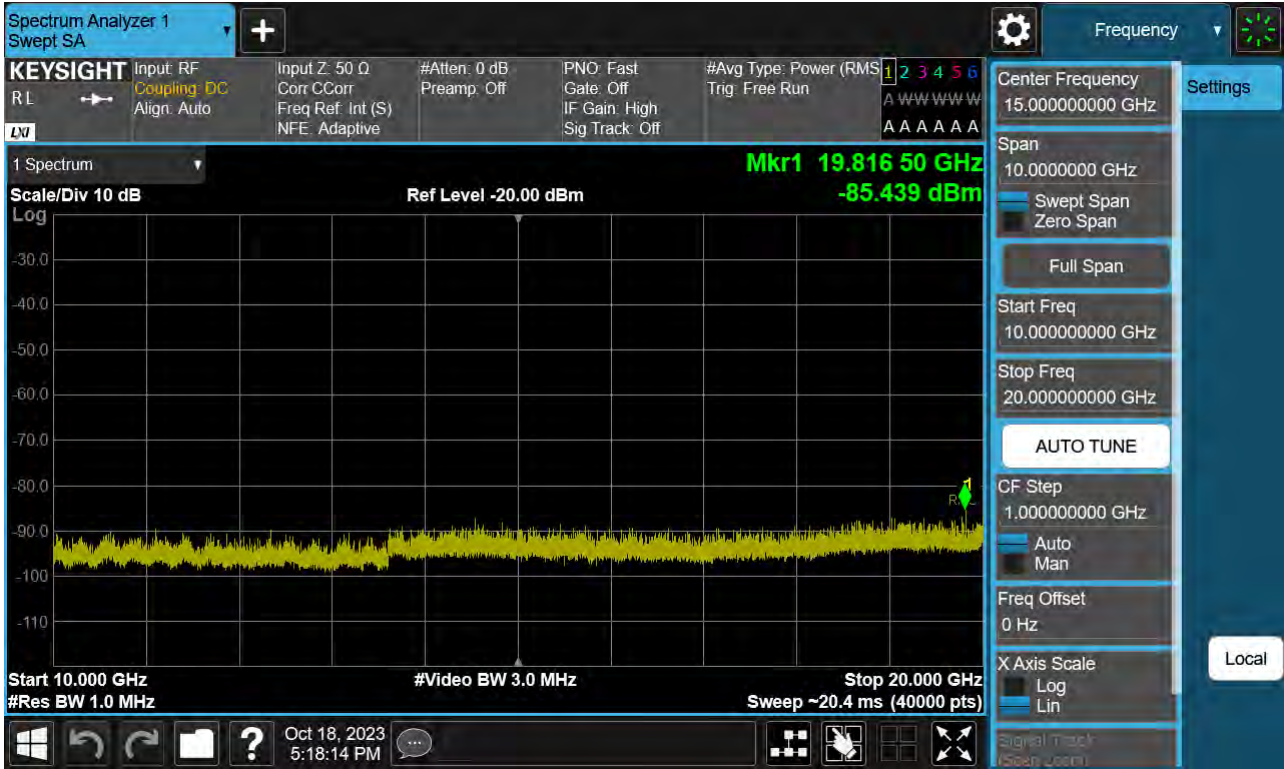 Spectrum Analyzer 1
Swept SA
+
Frequency
KEYSIGHT
R L
LXI
Input: RF
Coupling: DC
Align: Auto
Input Z: 50 Ω
Corr CCorr
Freq Ref: Int (S)
NFE: Adaptive
#Atten: 0 dB
Preamp: Off
PNO: Fast
Gate: Off
IF Gain: High
Sig Track: Off
#Avg Type: Power (RMS
Trig: Free Run
1 2 3 4 5 6
A W W W W W
A A A A A A
1 Spectrum
Scale/Div 10 dB
Ref Level -20.00 dBm
Mkr1 19.816 50 GHz
-85.439 dBm
Log
-30.0
-40.0
-50.0
-60.0
-70.0
-80.0
-90.0
-100
-110
1
Start 10.000 GHz
#Video BW 3.0 MHz
Stop 20.000 GHz
#Res BW 1.0 MHz
Sweep ~20.4 ms (40000 pts)
Center Frequency
15.000000000 GHz
Settings
Span
10.0000000 GHz
Swept Span
Zero Span
Full Span
Start Freq
10.000000000 GHz
Stop Freq
20.000000000 GHz
AUTO TUNE
CF Step
1.000000000 GHz
Auto
Man
Freq Offset
0 Hz
X Axis Scale
Log
Lin
Local
Signal Track
(Span Zoom)
?
Oct 18, 2023
5:18:14 PM